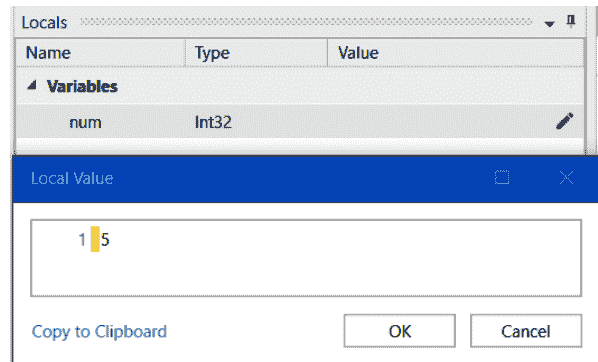 Locals
Name Type Value
Variables
num Int32
Local Value
1 5
Copy to Clipboard OK Cancel